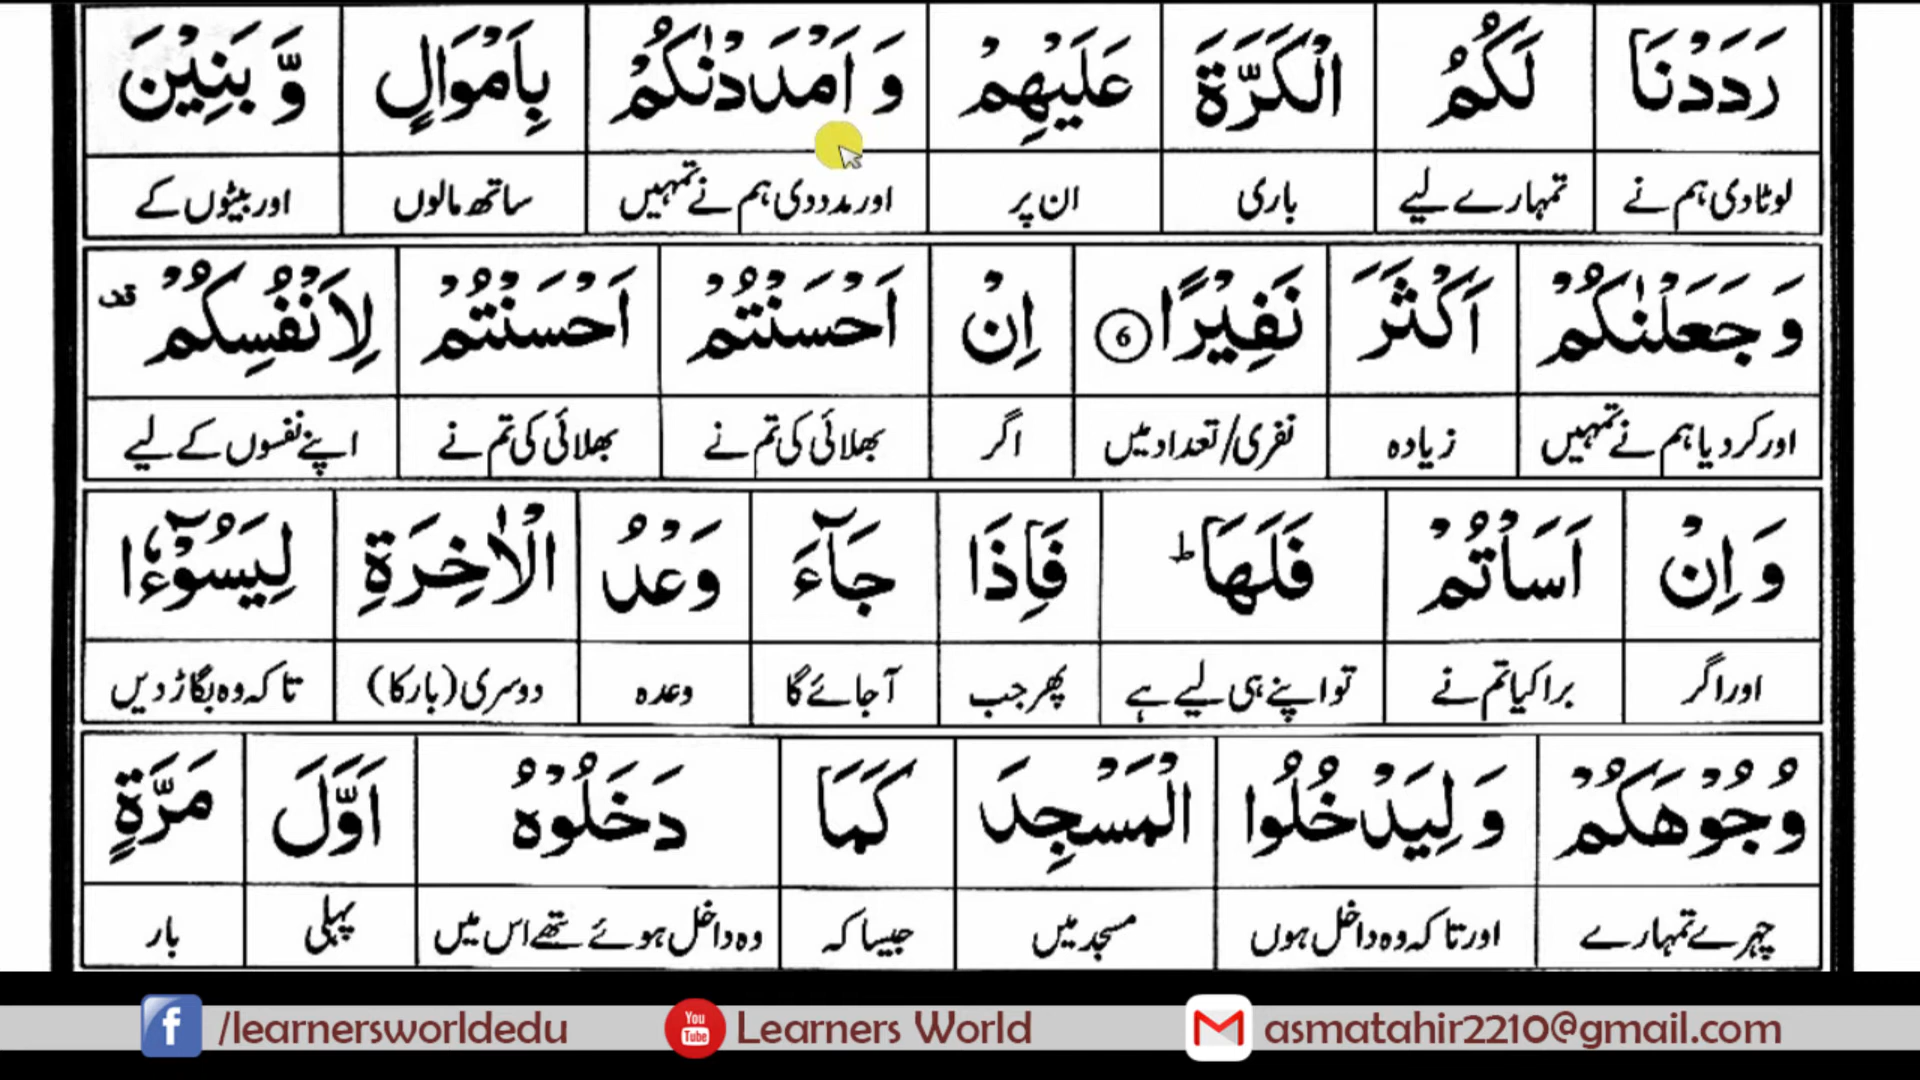 رَدَدْنَا لَكُمُ الْكَرَّةَ عَلَيْهِمْ وَ اَمْدَدْنٰكُمْ بِاَمْوَالٍ وَّ بَنِيْنَ
لوٹادی ہم نے تمہارے لیے باری ان پر اور مدد دی ہم نے تمہیں ساتھ مالوں اور بیٹوں کے
وَ جَعَلْنٰكُمْ اَكْثَرَ نَفِيْرًا 6 اِنْ اَحْسَنْتُمْ اَحْسَنْتُمْ لِاَنْفُسِكُمْ قف
اور کر دیا ہم نے تمہیں زیادہ نفری/تعداد میں اگر بھلائی کی تم نے بھلائی کی تم نے اپنے نفسوں کے لیے
وَ اِنْ اَسَاْتُمْ فَلَهَا ط فَاِذَا جَآءَ وَعْدُ الْاٰخِرَةِ لِيَسُوْٓءٗا
اور اگر برا کیا تم نے تو اپنے ہی لیے ہے پھر جب آجائے گا وعدہ دوسری (بار کا) تاکہ وہ بگاڑ دیں
وُجُوْهَكُمْ وَ لِيَدْخُلُوا الْمَسْجِدَ كَمَا دَخَلُوْهُ اَوَّلَ مَرَّةٍ
چہرے تمہارے اور تاکہ وہ داخل ہوں مسجد میں جیسا کہ وہ داخل ہوئے تھے اس میں پہلی بار
f /learnersworldedu You Tube Learners World asmatahir2210@gmail.com